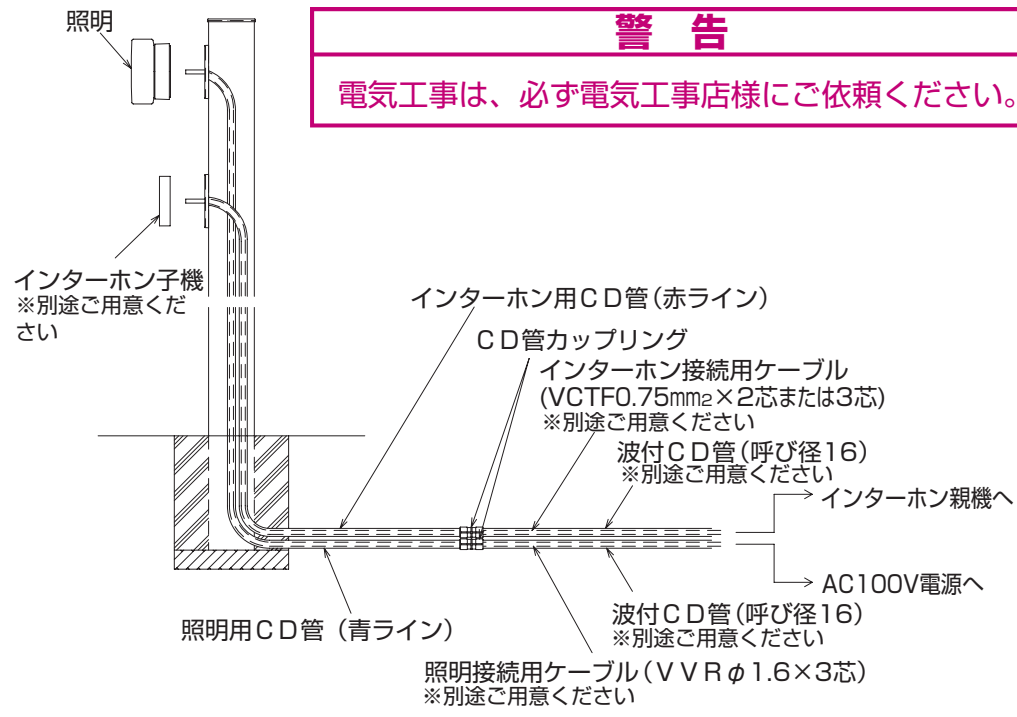 照明
警 告
電気工事は、必ず電気工事店様にご依頼ください。
インターホン子機
※別途ご用意くだ
さい
インターホン用CD管(赤ライン)
CD管カップリング
インターホン接続用ケーブル
(VCTF0.75mm2×2芯または3芯)
※別途ご用意ください
波付CD管(呼び径16)
※別途ご用意ください
インターホン親機へ
AC100V電源へ
波付CD管(呼び径16)
※別途ご用意ください
照明用CD管(青ライン)
照明接続用ケーブル(VVRφ1.6×3芯)
※別途ご用意ください